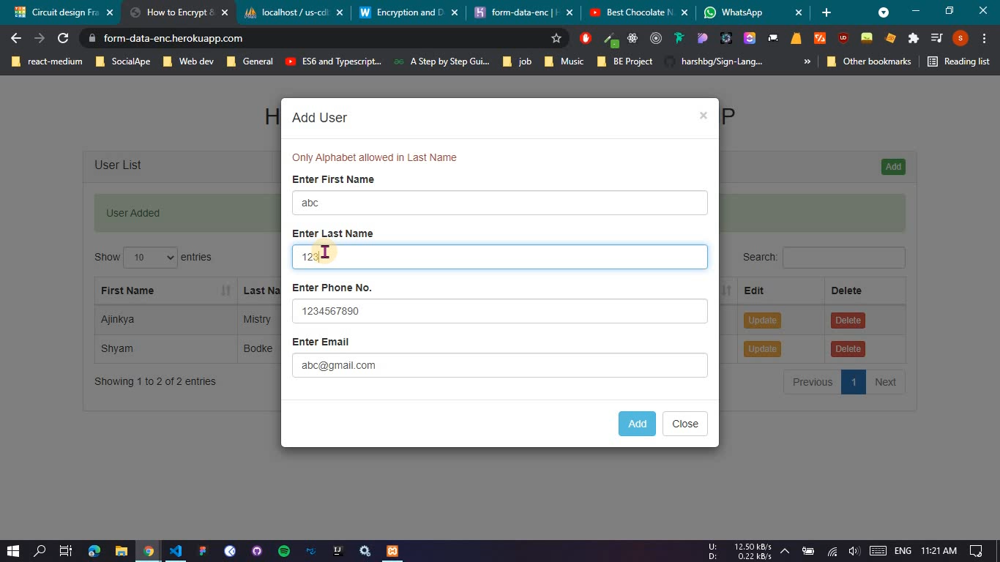 Circuit design Fra
How to Encrypt &
localhost / us-cdb
Encryption and D
form-data-enc | H
Best Chocolate N
WhatsApp
form-data-enc.herokuapp.com
react-medium
SocialApe
Web dev
General
ES6 and Typescript...
A Step by Step Gui...
job
Music
BE Project
harshbg/Sign-Lang...
»
Other bookmarks
Reading list
H
P
Add User
×
Only Alphabet allowed in Last Name
Enter First Name
abc
Enter Last Name
123
Enter Phone No.
1234567890
Enter Email
abc@gmail.com
Add
Close
User List
Add
User Added
Show 10 entries
Search:
First Name
Last Na
Edit
Delete
Ajinkya
Mistry
Update
Delete
Shyam
Bodke
Update
Delete
Showing 1 to 2 of 2 entries
Previous
1
Next
U: 12.50 kB/s
D: 0.22 kB/s
ENG
11:21 AM